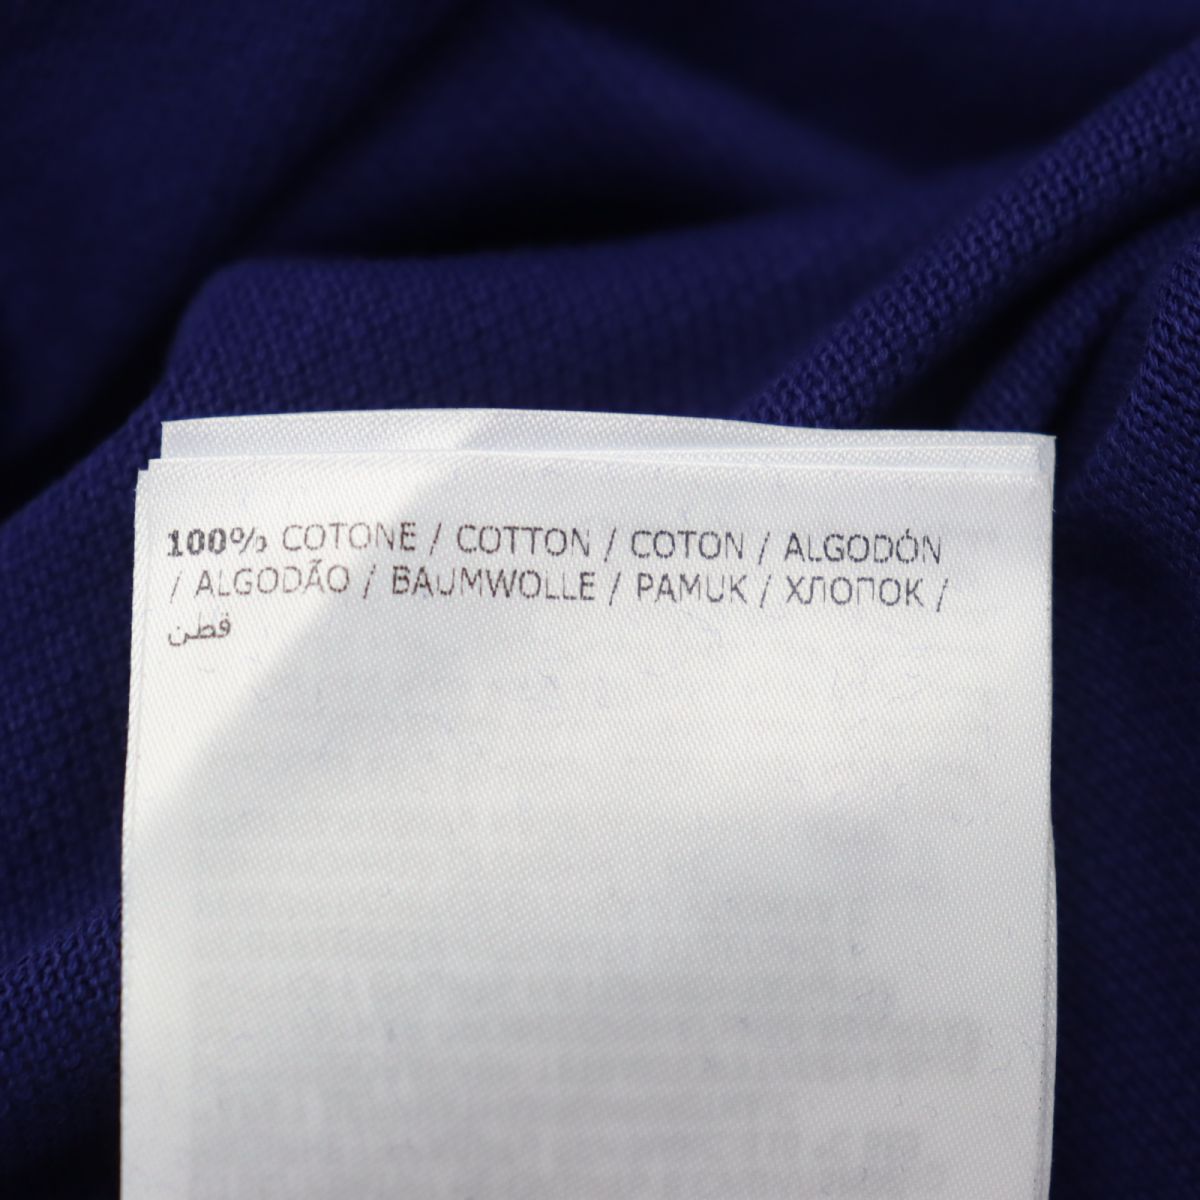 100% COTONE / COTTON / COTON / ALGODÓN
/ ALGODÃO / BAUMWOLLE / PAMUK / ХЛОПОК /
قطن